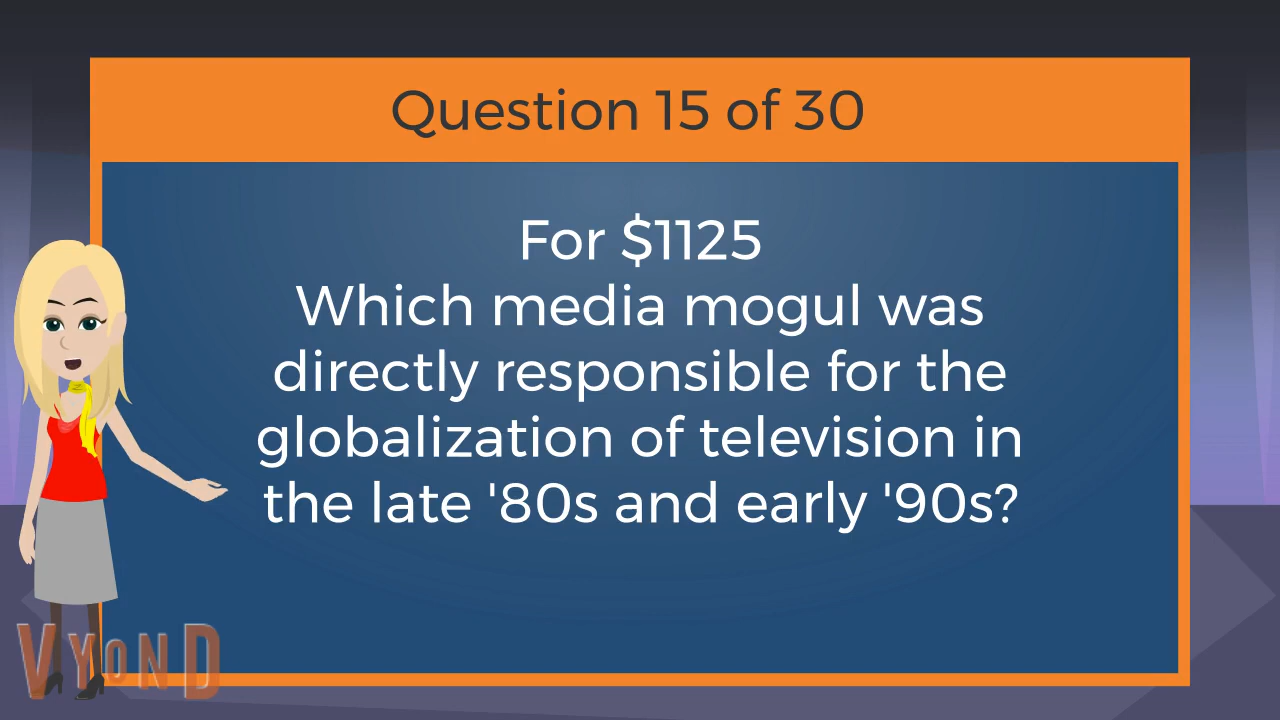 Question 15 of 30
For $1125
Which media mogul was
directly responsible for the
globalization of television in
the late '80s and early '90s?
VYOND